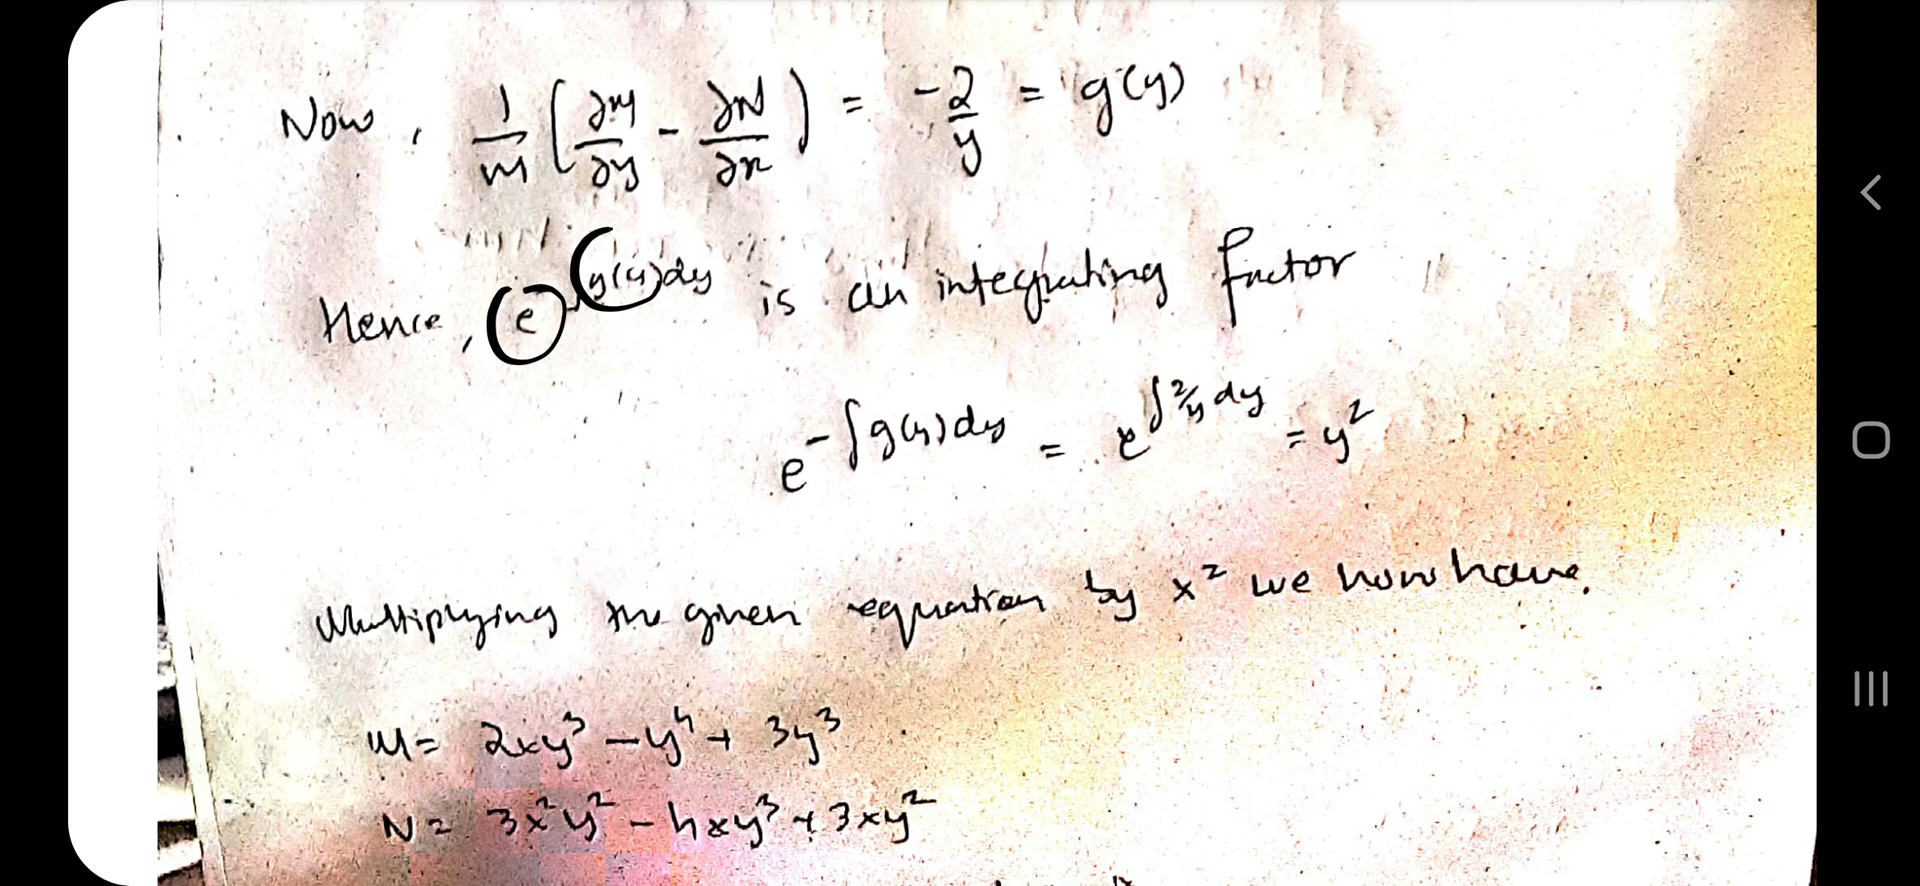 Now, 1/m (∂M/∂y - ∂N/∂x) = -2/y = g(y)
Hence, e^∫g(y)dy is an integrating factor
e^-∫g(y)dy = e^∫2/y dy = y²
Multiplying the given equation by x² we now have.
M = 2xy³ - y⁴ + 3y³
N = 3x²y² - 4xy³ + 3xy²